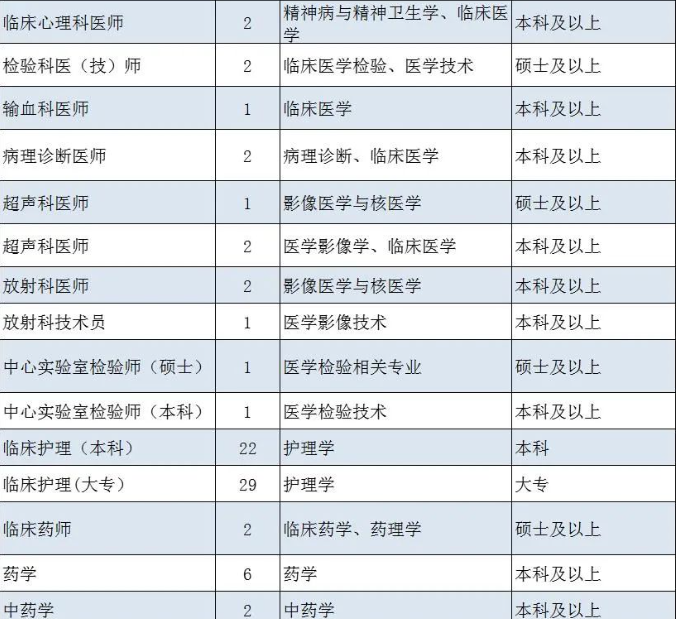 临床心理科医师 2 精神病与精神卫生学、临床医学 本科及以上
检验科医（技）师 2 临床医学检验、医学技术 硕士及以上
输血科医师 1 临床医学 本科及以上
病理诊断医师 2 病理诊断、临床医学 本科及以上
超声科医师 1 影像医学与核医学 硕士及以上
超声科医师 2 医学影像学、临床医学 本科及以上
放射科医师 2 影像医学与核医学 本科及以上
放射科技术员 1 医学影像技术 本科及以上
中心实验室检验师（硕士） 1 医学检验相关专业 硕士及以上
中心实验室检验师（本科） 1 医学检验技术 本科及以上
临床护理（本科） 22 护理学 本科
临床护理(大专） 29 护理学 大专
临床药师 2 临床药学、药理学 硕士及以上
药学 6 药学 本科及以上
中药学 2 中药学 本科及以上